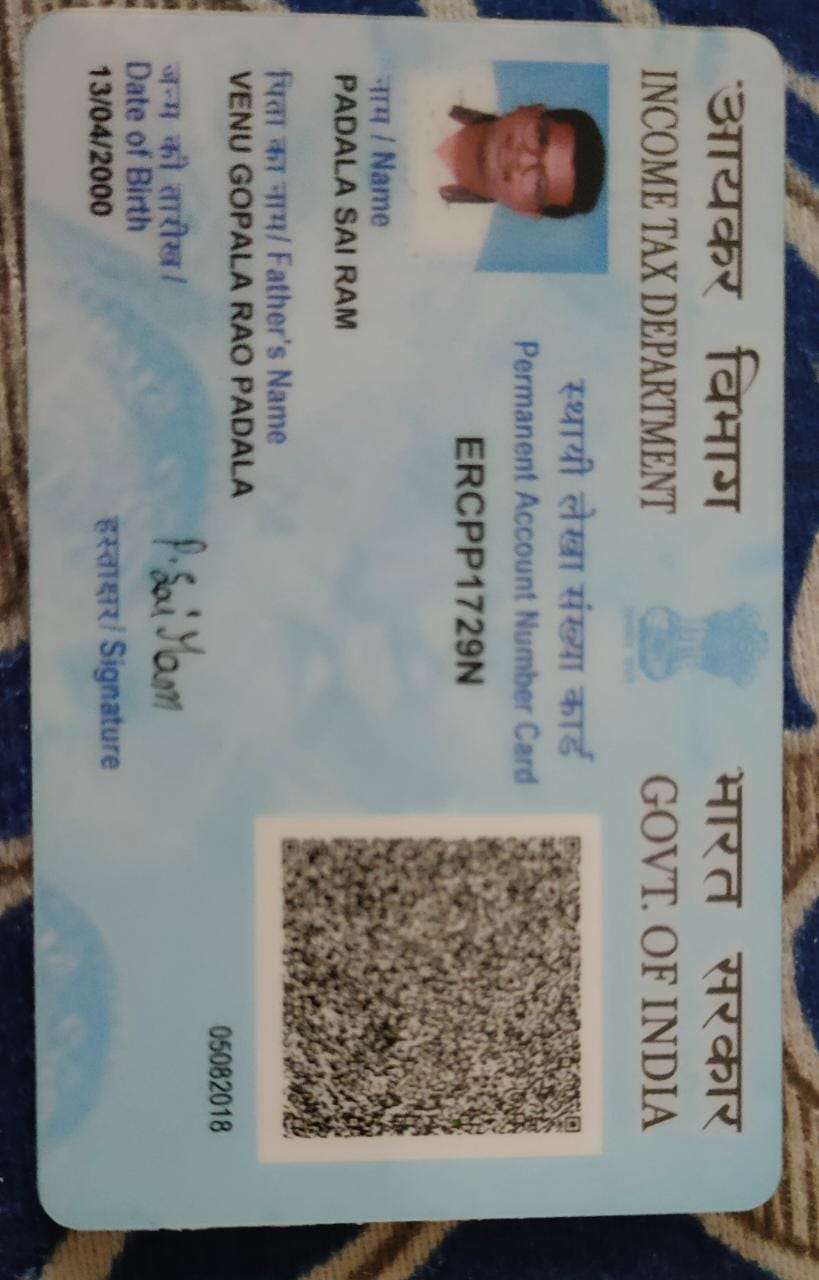 आयकर विभाग
INCOME TAX DEPARTMENT
भारत सरकार
GOVT. OF INDIA
स्थायी लेखा संख्या कार्ड
Permanent Account Number Card
ERCPP1729N
नाम / Name
PADALA SAI RAM
पिता का नाम / Father's Name
VENU GOPALA RAO PADALA
जन्म की तारीख /
Date of Birth
13/04/2000
P. Sai Ram
हस्ताक्षर / Signature
05082018